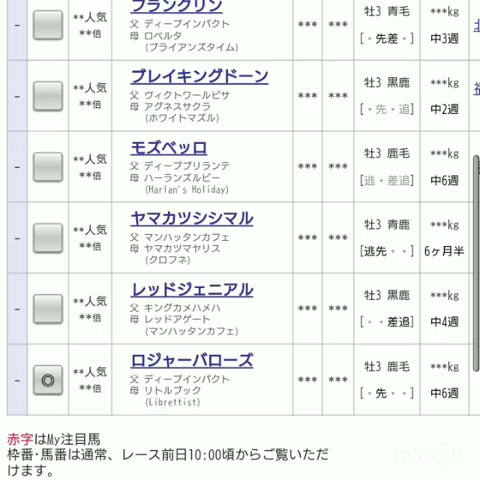 フランクリン
**人気
**倍
父 ディープインパクト
母 ロベルタ
(ブライアンズタイム)
*** ***
牡3 青毛
[・先差・]
***kg
中3週
-
**人気
**倍
ブレイキングドーン
父 ヴィクトワールピサ
母 アグネスサクラ
(ホワイトマズル)
*** ***
牡3 黒鹿
[・先・追]
***kg
中2週
-
**人気
**倍
モズベッロ
父 ディープブリランテ
母 ハーランズルビー
(Harlan's Holiday)
*** ***
牡3 鹿毛
[逃・差追]
***kg
中6週
-
**人気
**倍
ヤマカツシシマル
父 マンハッタンカフェ
母 ヤマカツマヤリス
(クロフネ)
*** ***
牡3 青鹿
[逃先・・]
***kg
6ヶ月半
-
**人気
**倍
レッドジェニアル
父 キングカメハメハ
母 レッドアゲート
(マンハッタンカフェ)
*** ***
牡3 黒鹿
[・・差追]
***kg
中4週
-
◎
**人気
**倍
ロジャーバローズ
父 ディープインパクト
母 リトルブック
(Librettist)
*** ***
牡3 鹿毛
[・先・・]
***kg
中6週
赤字はMy注目馬
枠番・馬番は通常、レース前日10:00頃からご覧いただ
けます。